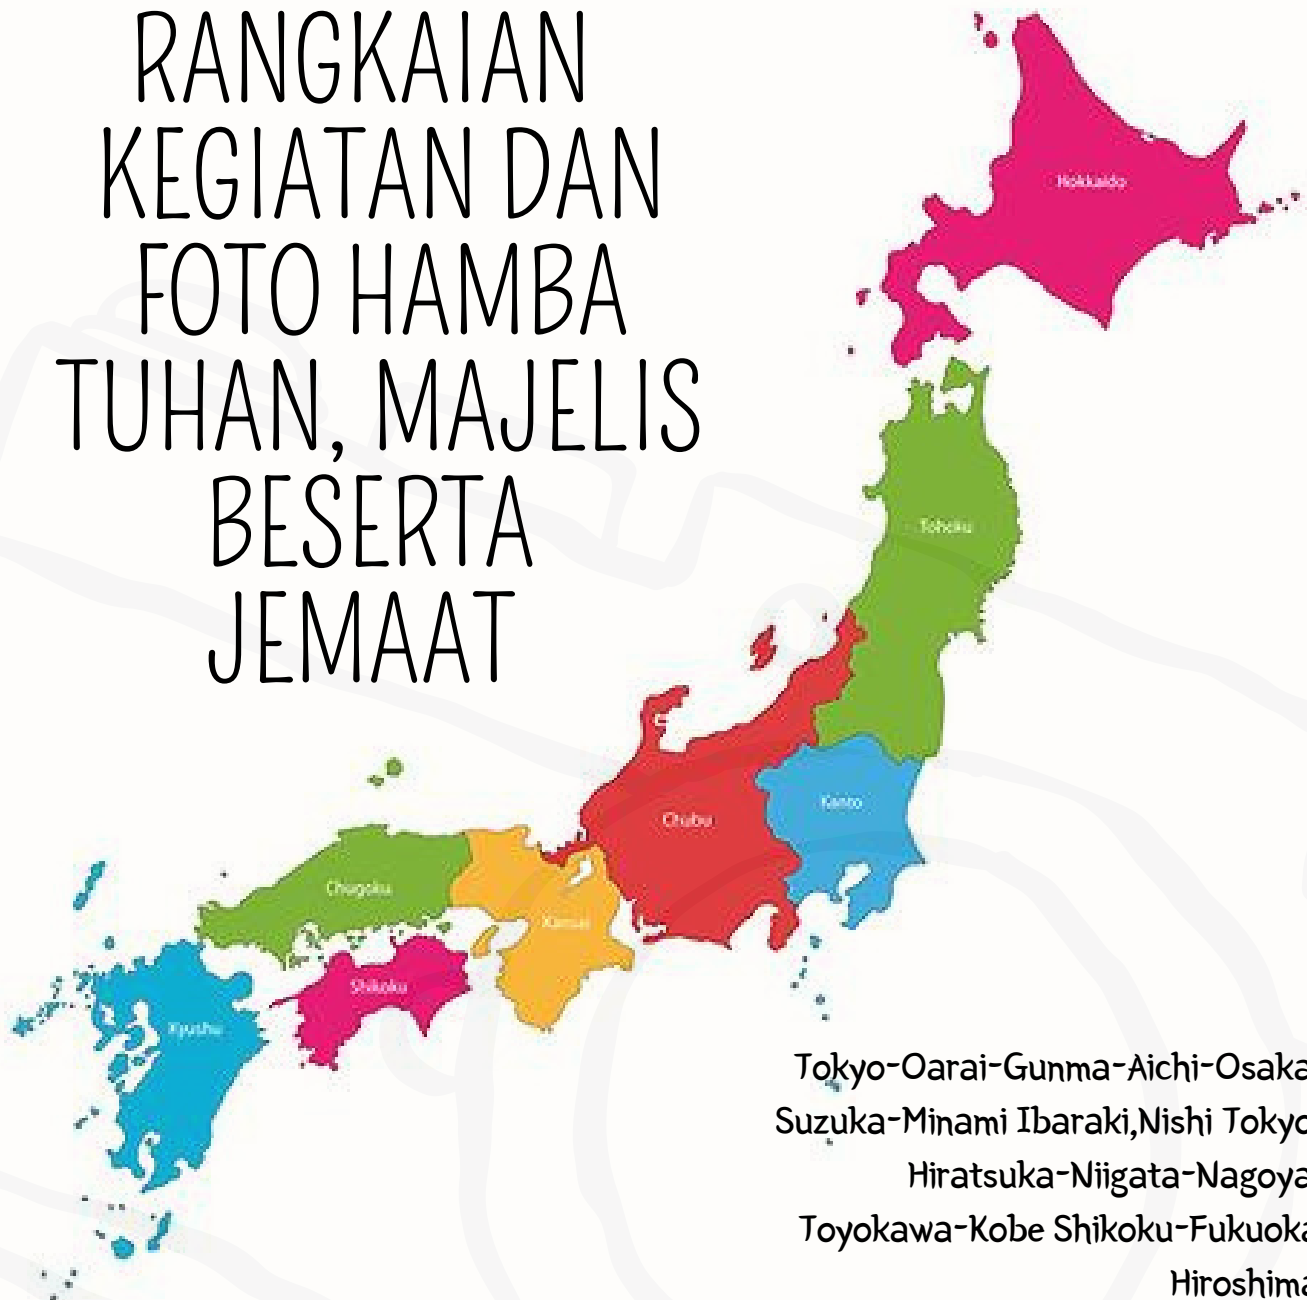 RANGKAIAN
KEGIATAN DAN
FOTO HAMBA
TUHAN, MAJELIS
BESERTA
JEMAAT
Hokkaido
Tohoku
Kanto
Chubu
Chugoku
Kansai
Shikoku
Kyushu
Tokyo-Oarai-Gunma-Aichi-Osaka
Suzuka-Minami Ibaraki,Nishi Tokyo
Hiratsuka-Niigata-Nagoya
Toyokawa-Kobe Shikoku-Fukuoka
Hiroshima